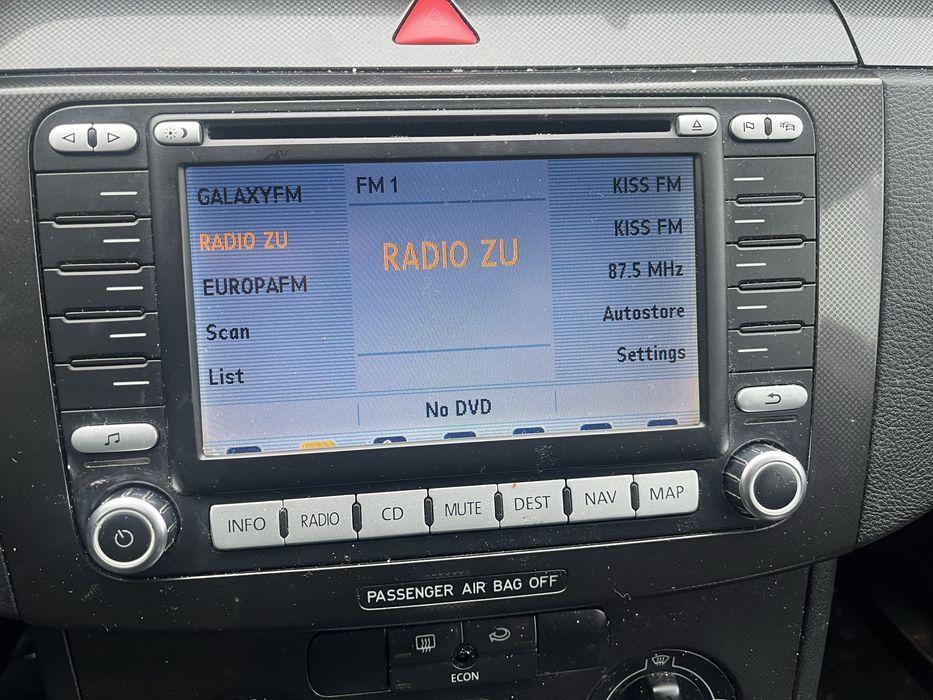 GALAXYFM
RADIO ZU
EUROPAFM
Scan
List
FM 1
RADIO ZU
KISS FM
KISS FM
87.5 MHz
Autostore
Settings
No DVD
INFO
RADIO
CD
MUTE
DEST
NAV
MAP
PASSENGER AIR BAG OFF
ECON